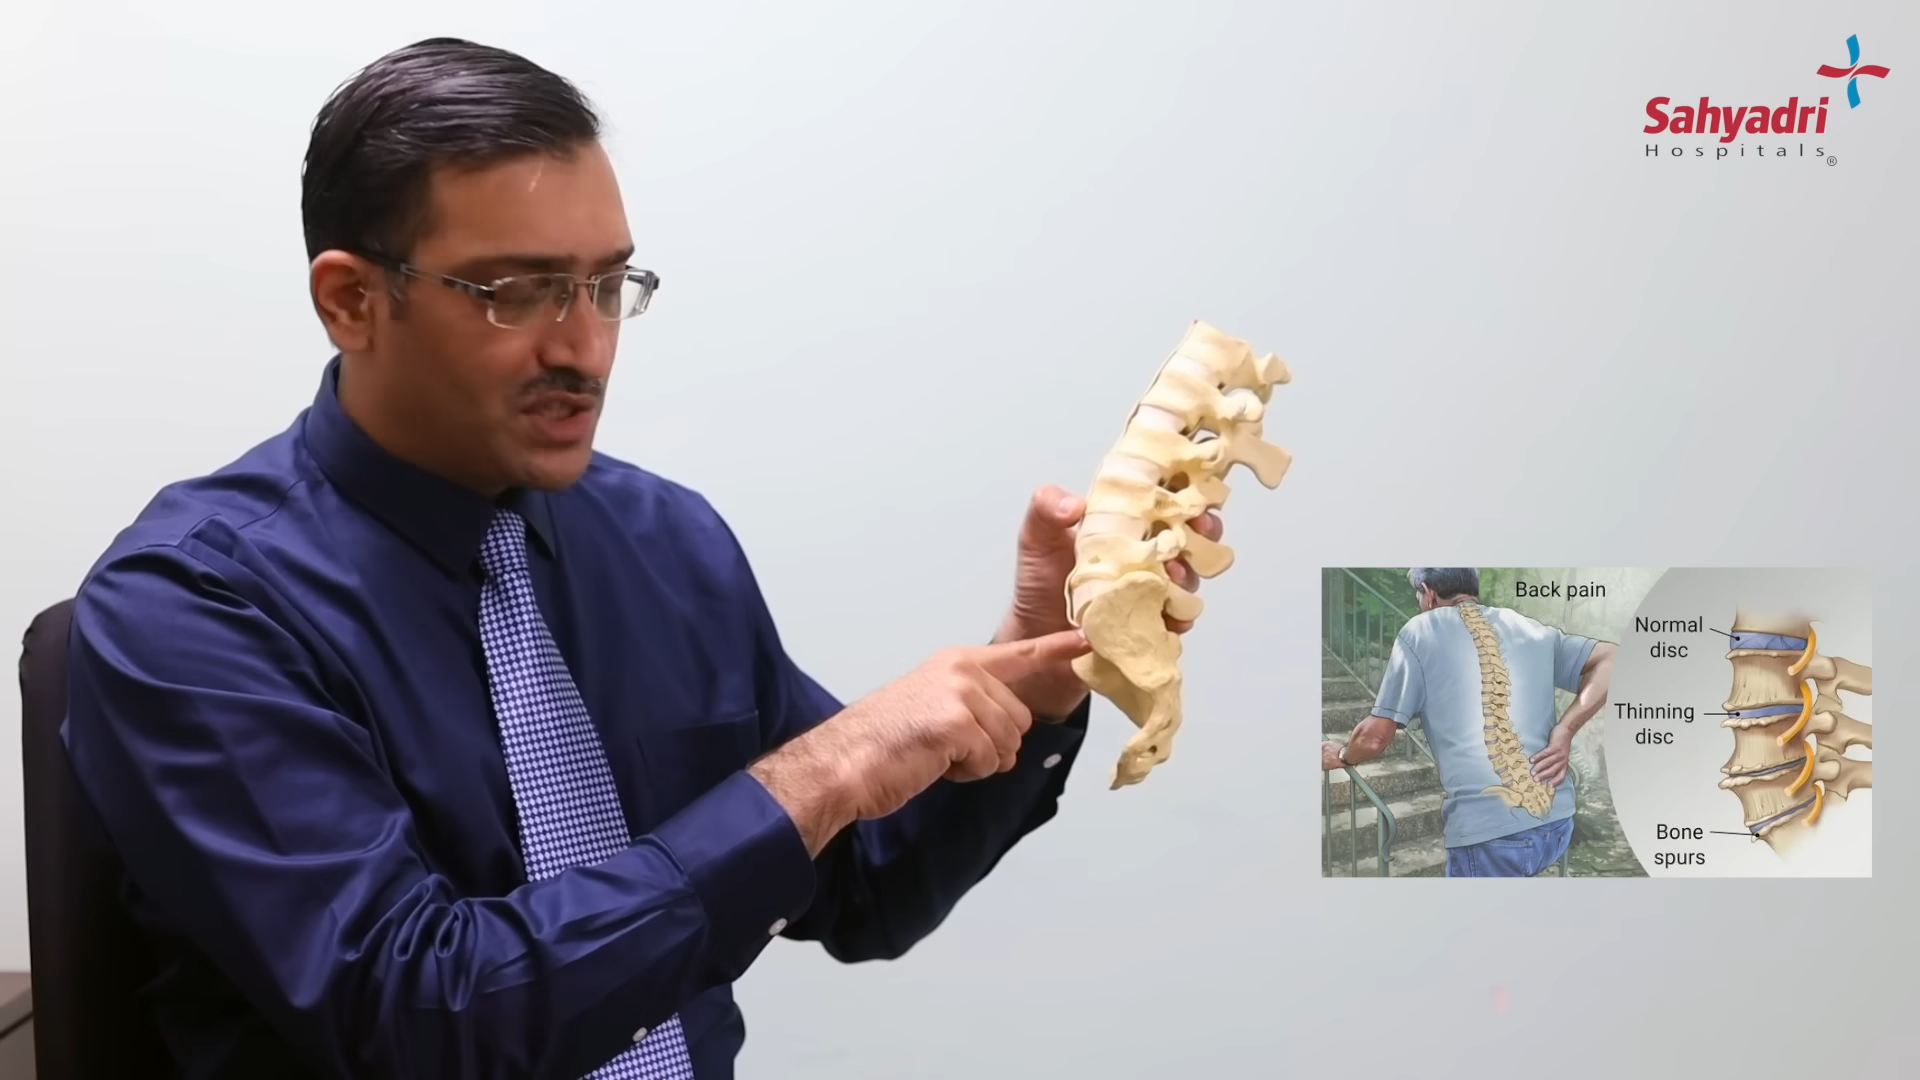 Sahyadri
Hospitals®
Back pain
Normal
disc
Thinning
disc
Bone
spurs